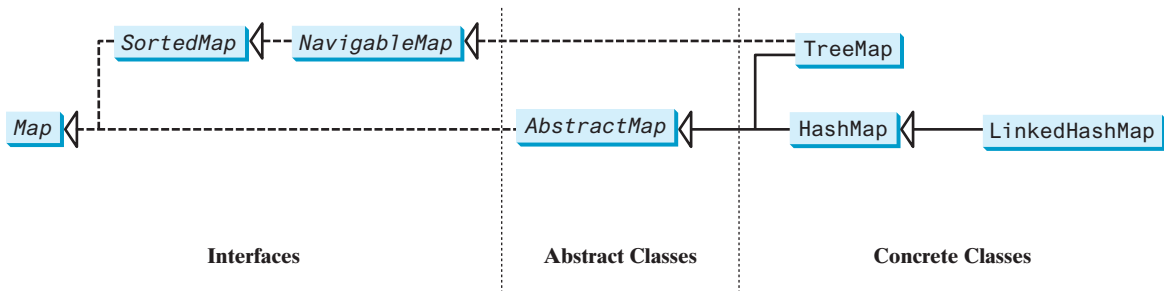 SortedMap
NavigableMap
TreeMap
Map
AbstractMap
HashMap
LinkedHashMap
Interfaces
Abstract Classes
Concrete Classes